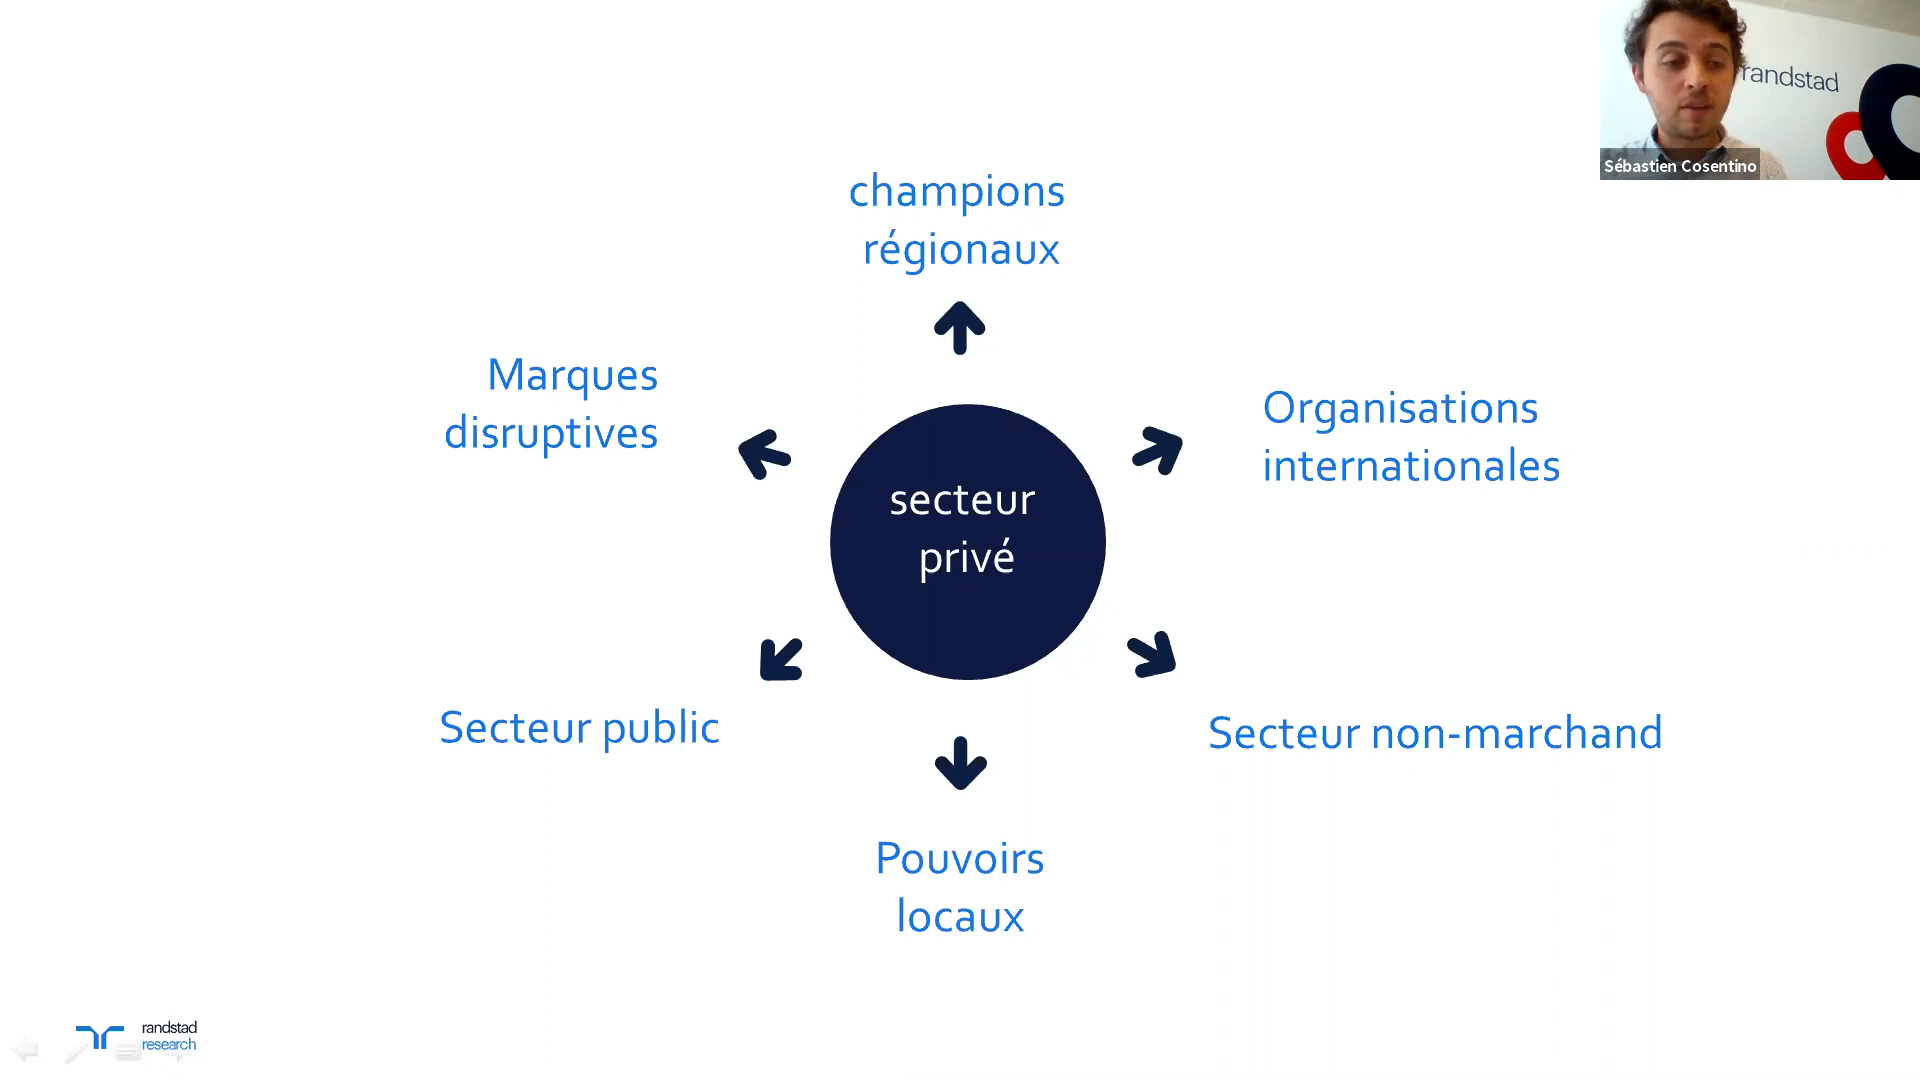 randstad
Sébastien Cosentino
champions
régionaux
Marques
disruptives
Organisations
internationales
secteur
privé
Secteur public
Secteur non-marchand
Pouvoirs
locaux
randstad
research